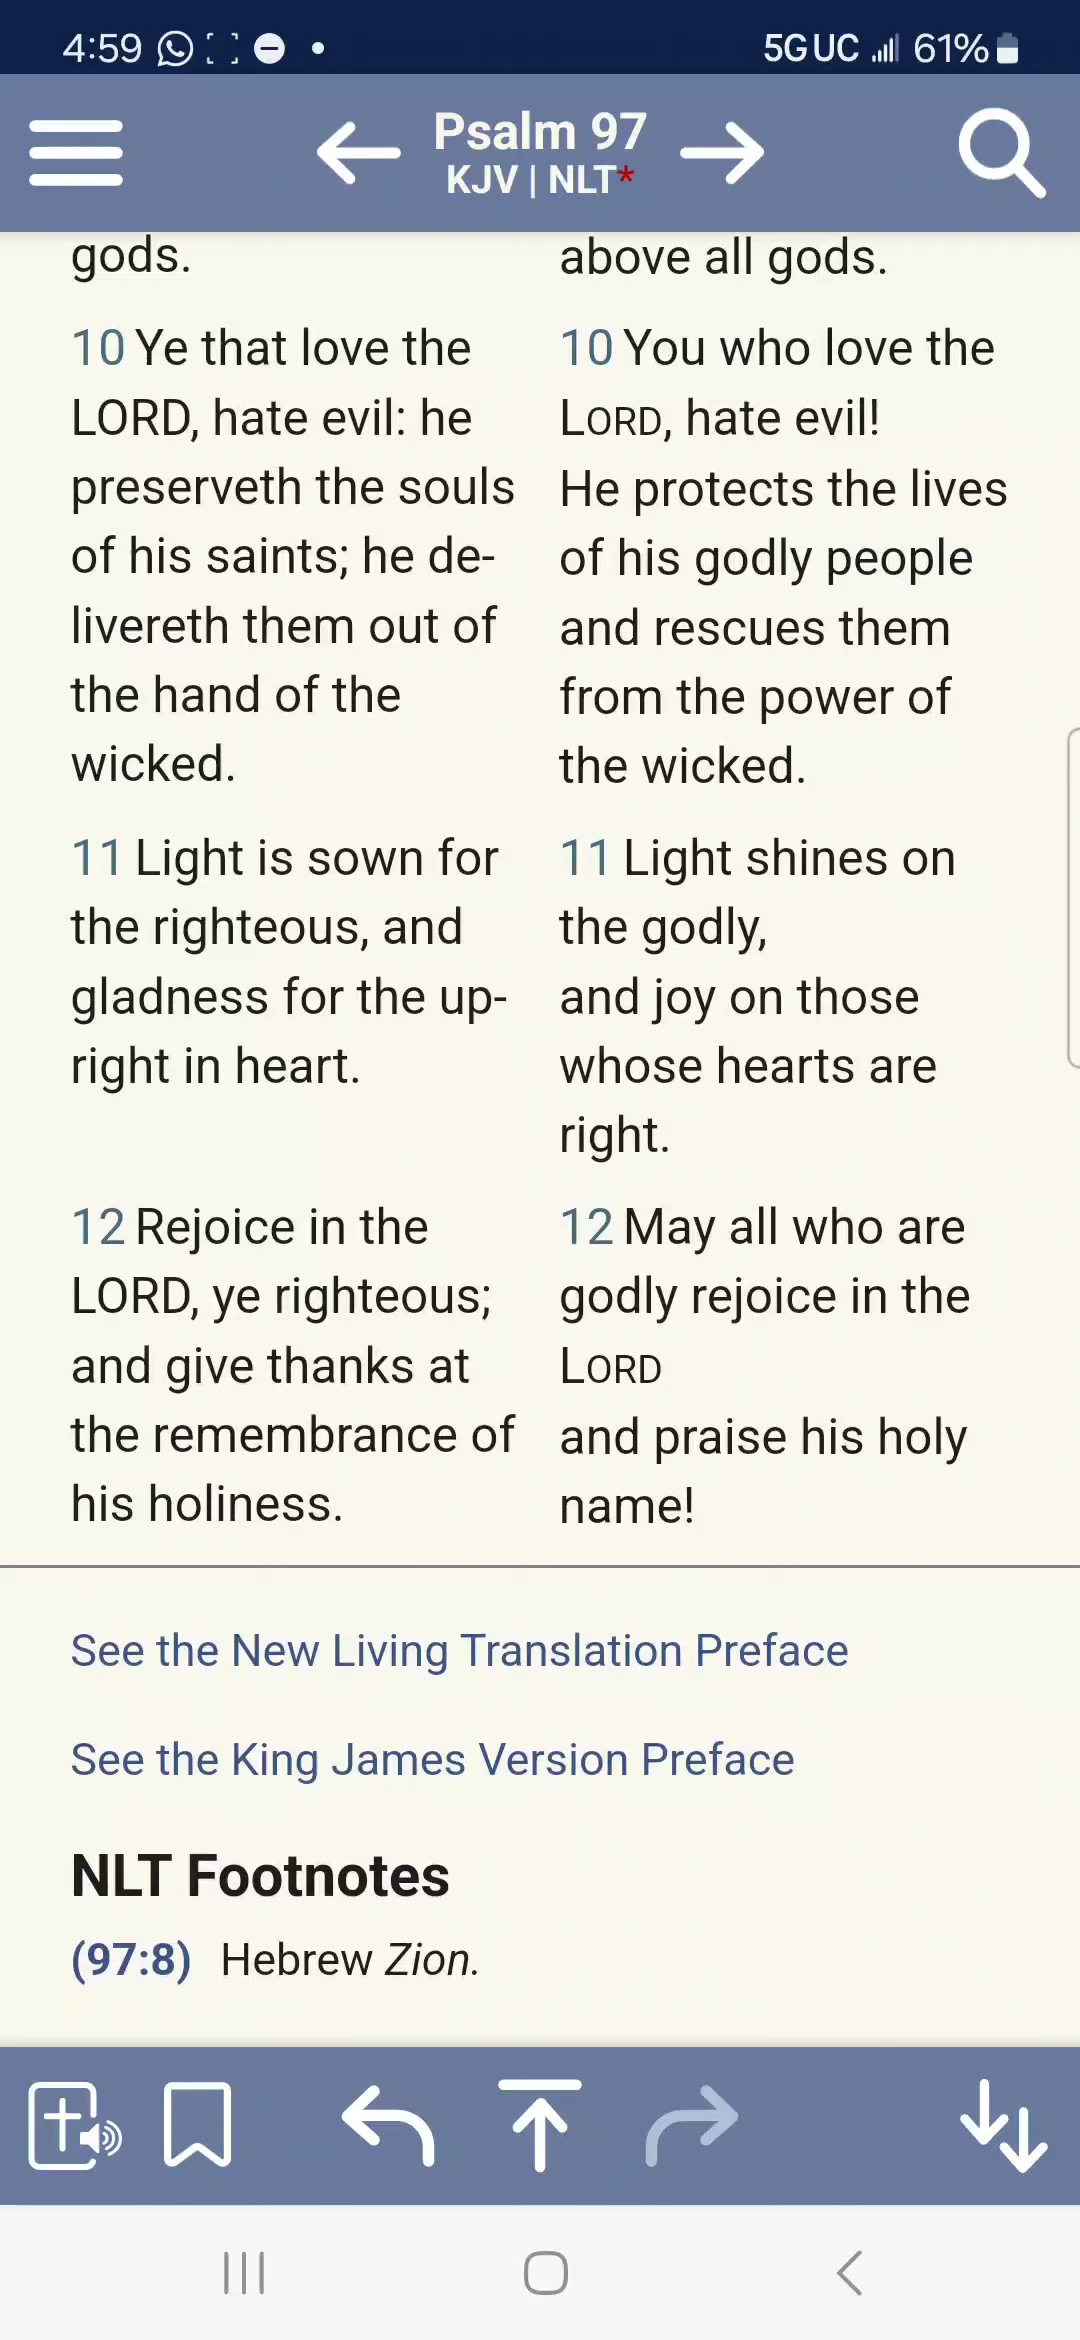 4:59
5G UC 61%
Psalm 97
KJV | NLT*
gods.
10 Ye that love the
LORD, hate evil: he
preserveth the souls
of his saints; he de-
livereth them out of
the hand of the
wicked.
11 Light is sown for
the righteous, and
gladness for the up-
right in heart.
12 Rejoice in the
LORD, ye righteous;
and give thanks at
the remembrance of
his holiness.
above all gods.
10 You who love the
LORD, hate evil!
He protects the lives
of his godly people
and rescues them
from the power of
the wicked.
11 Light shines on
the godly,
and joy on those
whose hearts are
right.
12 May all who are
godly rejoice in the
LORD
and praise his holy
name!
See the New Living Translation Preface
See the King James Version Preface
NLT Footnotes
(97:8) Hebrew Zion.